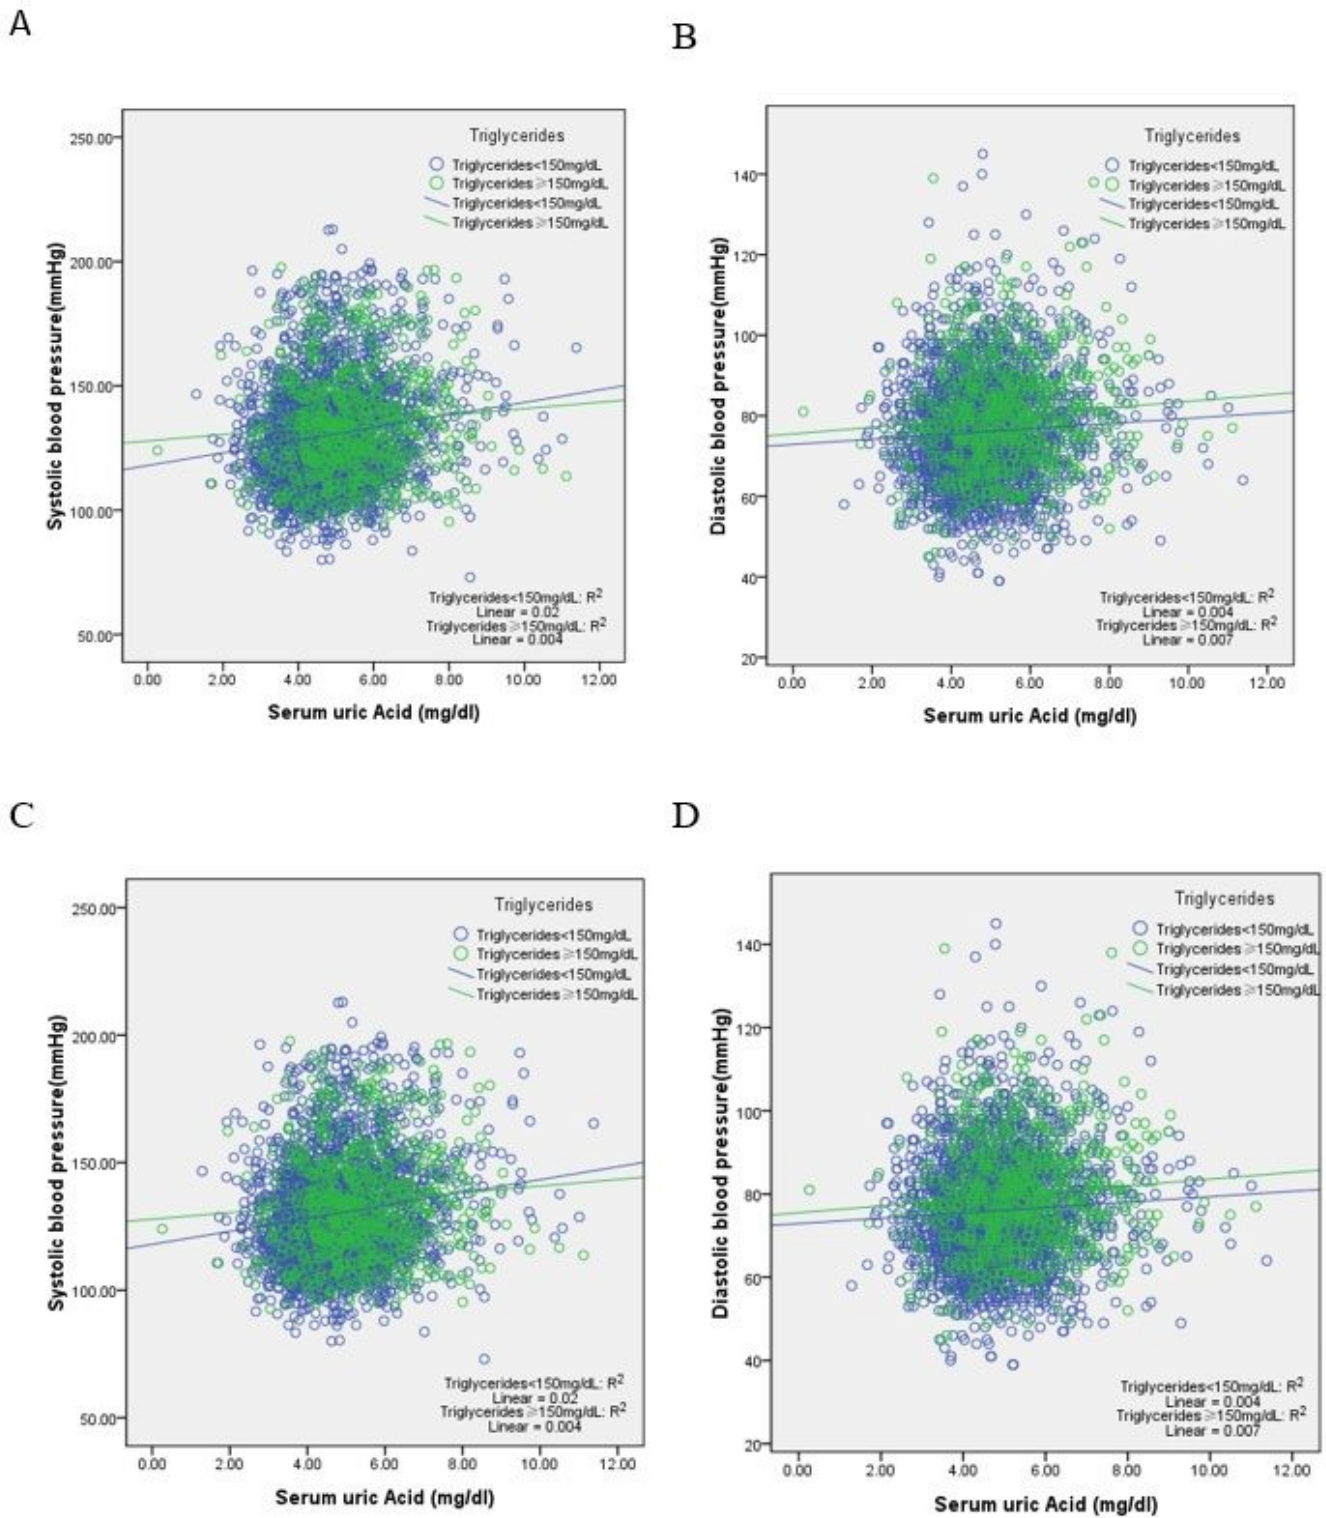 A
B
Systolic blood pressure(mmHg)
250.00
200.00
150.00
100.00
50.00
Triglycerides
Triglycerides<150mg/dL
Triglycerides⩾150mg/dL
Triglycerides<150mg/dL
Triglycerides⩾150mg/dL
Triglycerides<150mg/dL: R²
Linear = 0.02
Triglycerides⩾150mg/dL: R²
Linear = 0.004
0.00 2.00 4.00 6.00 8.00 10.00 12.00
Serum uric Acid (mg/dl)
Diastolic blood pressure(mmHg)
140
120
100
80
60
40
20
Triglycerides
Triglycerides<150mg/dL
Triglycerides⩾150mg/dL
Triglycerides<150mg/dL
Triglycerides⩾150mg/dL
Triglycerides<150mg/dL: R²
Linear = 0.004
Triglycerides⩾150mg/dL: R²
Linear = 0.007
0.00 2.00 4.00 6.00 8.00 10.00 12.00
Serum uric Acid (mg/dl)
C
D
Systolic blood pressure(mmHg)
250.00
200.00
150.00
100.00
50.00
Triglycerides
Triglycerides<150mg/dL
Triglycerides⩾150mg/dL
Triglycerides<150mg/dL
Triglycerides⩾150mg/dL
Triglycerides<150mg/dL: R²
Linear = 0.02
Triglycerides⩾150mg/dL: R²
Linear = 0.004
0.00 2.00 4.00 6.00 8.00 10.00 12.00
Serum uric Acid (mg/dl)
Diastolic blood pressure(mmHg)
140
120
100
80
60
40
20
Triglycerides
Triglycerides<150mg/dL
Triglycerides⩾150mg/dL
Triglycerides<150mg/dL
Triglycerides⩾150mg/dL
Triglycerides<150mg/dL: R²
Linear = 0.004
Triglycerides⩾150mg/dL: R²
Linear = 0.007
0.00 2.00 4.00 6.00 8.00 10.00 12.00
Serum uric Acid (mg/dl)